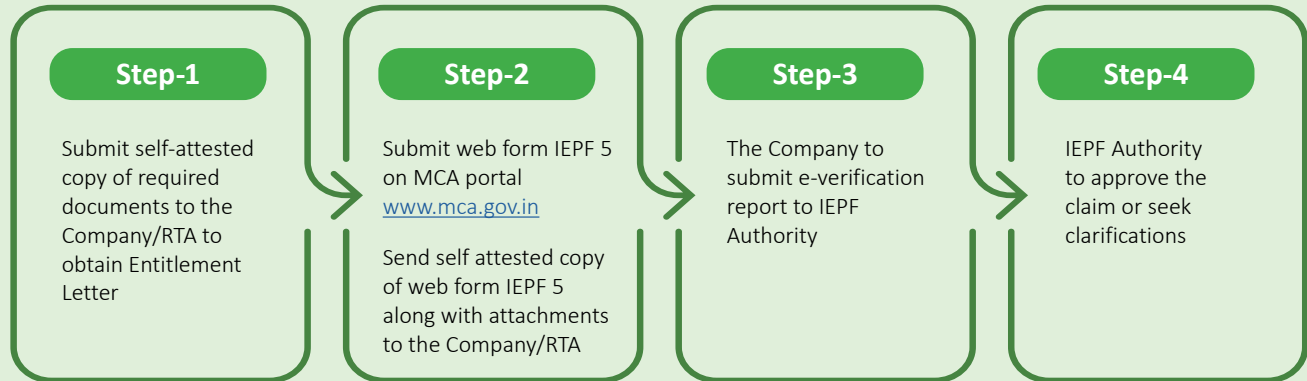 Step-1
Submit self-attested
copy of required
documents to the
Company/RTA to
obtain Entitlement
Letter
Step-2
Submit web form IEPF 5
on MCA portal
www.mca.gov.in
Send self attested copy
of web form IEPF 5
along with attachments
to the Company/RTA
Step-3
The Company to
submit e-verification
report to IEPF
Authority
Step-4
IEPF Authority
to approve the
claim or seek
clarifications